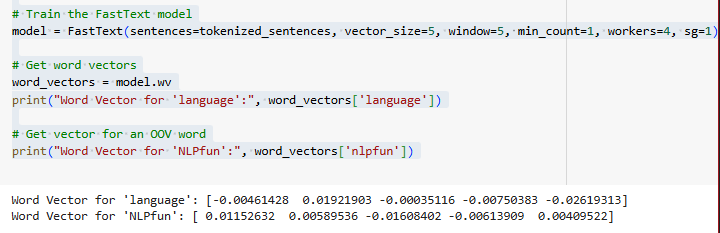 # Train the FastText model
model = FastText(sentences=tokenized_sentences, vector_size=5, window=5, min_count=1, workers=4, sg=1)
# Get word vectors
word_vectors = model.wv
print("Word Vector for 'language':", word_vectors['language'])
# Get vector for an OOV word
print("Word Vector for 'NLPfun':", word_vectors['nlpfun'])
Word Vector for 'language': [-0.00461428  0.01921903 -0.00035116 -0.00750383 -0.02619313]
Word Vector for 'NLPfun': [ 0.01152632  0.00589536 -0.01608402 -0.00613909  0.00409522]